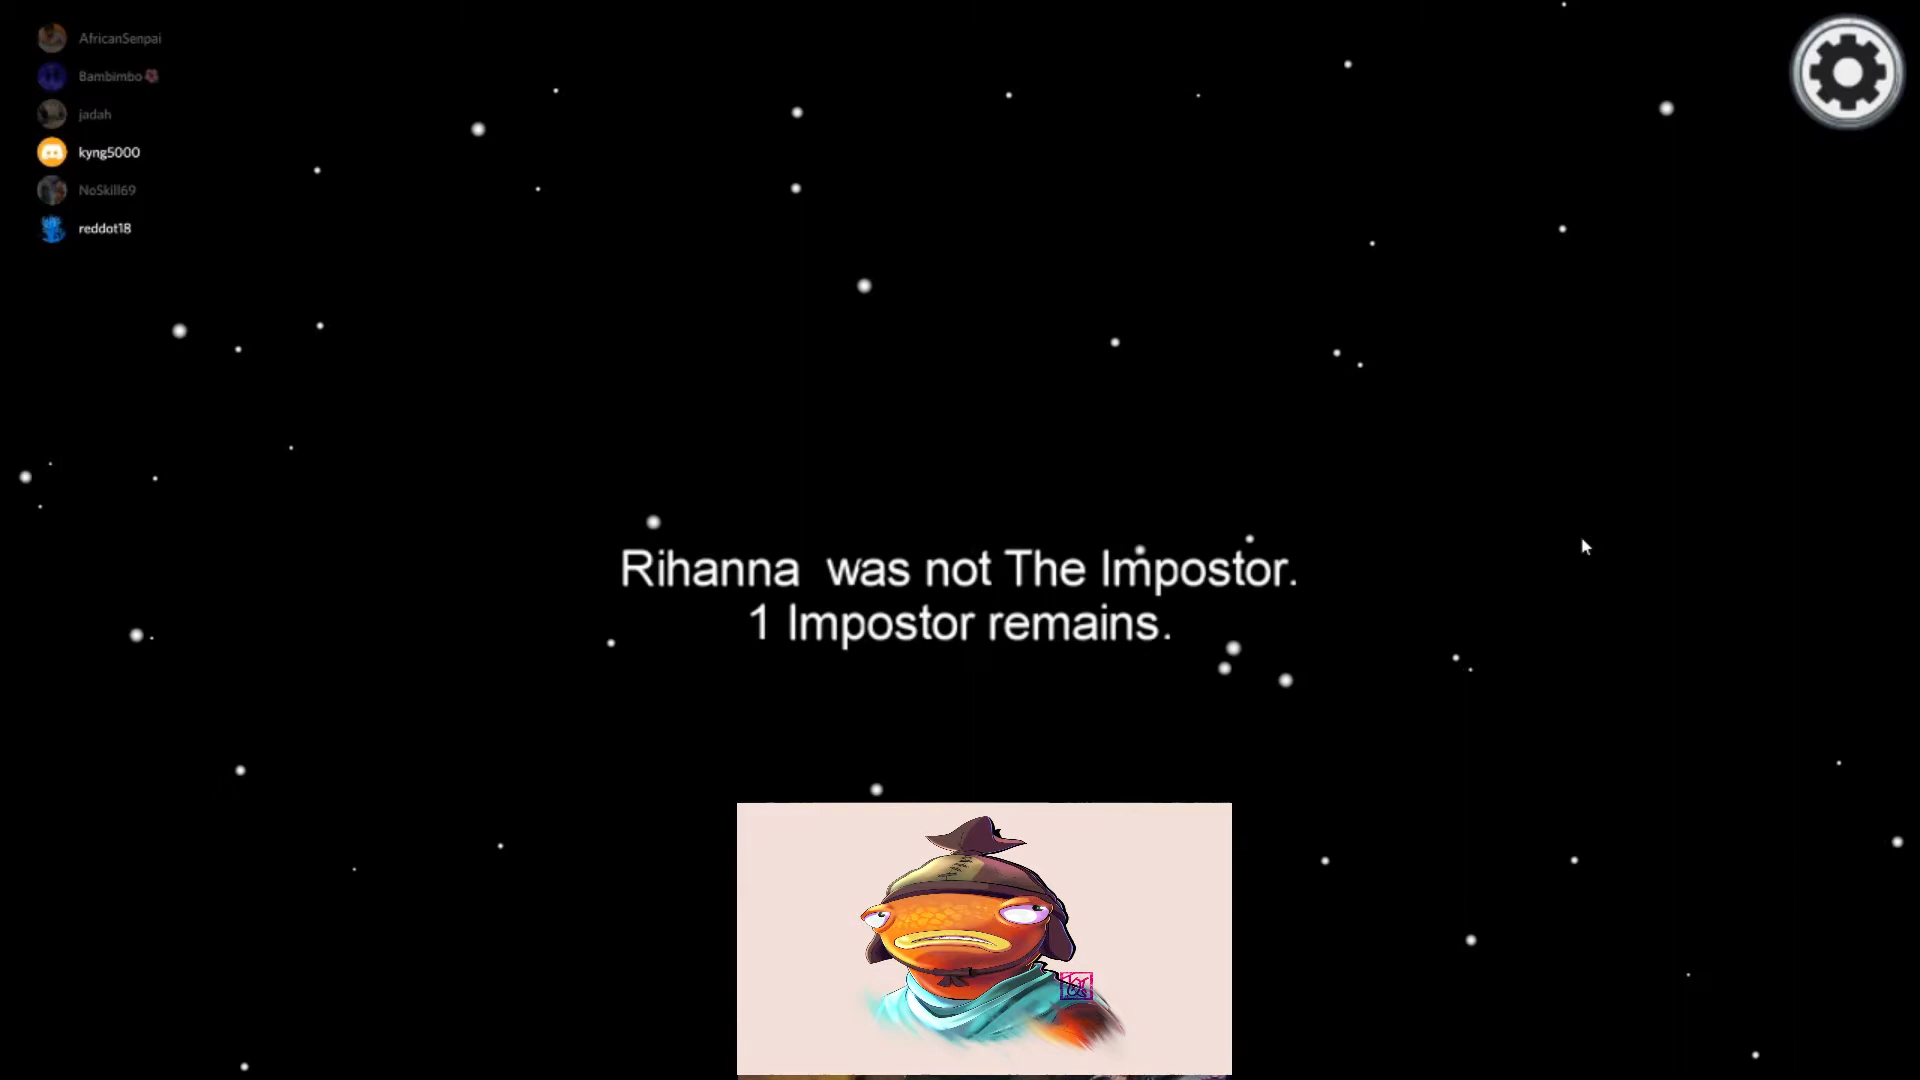 AfricanSenpai
Bambimbo🌺
jadah
kyng5000
NoSkill69
reddot18
Rihanna  was not The Impostor.
1 Impostor remains.